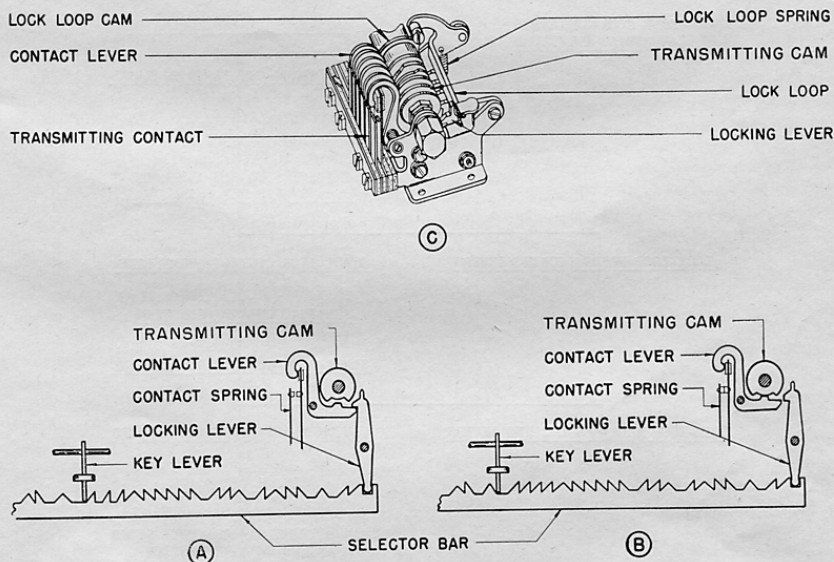 LOCK LOOP CAM
CONTACT LEVER
TRANSMITTING CONTACT
LOCK LOOP SPRING
TRANSMITTING CAM
LOCK LOOP
LOCKING LEVER
C
TRANSMITTING CAM
CONTACT LEVER
CONTACT SPRING
LOCKING LEVER
KEY LEVER
TRANSMITTING CAM
CONTACT LEVER
CONTACT SPRING
LOCKING LEVER
KEY LEVER
A
SELECTOR BAR
B